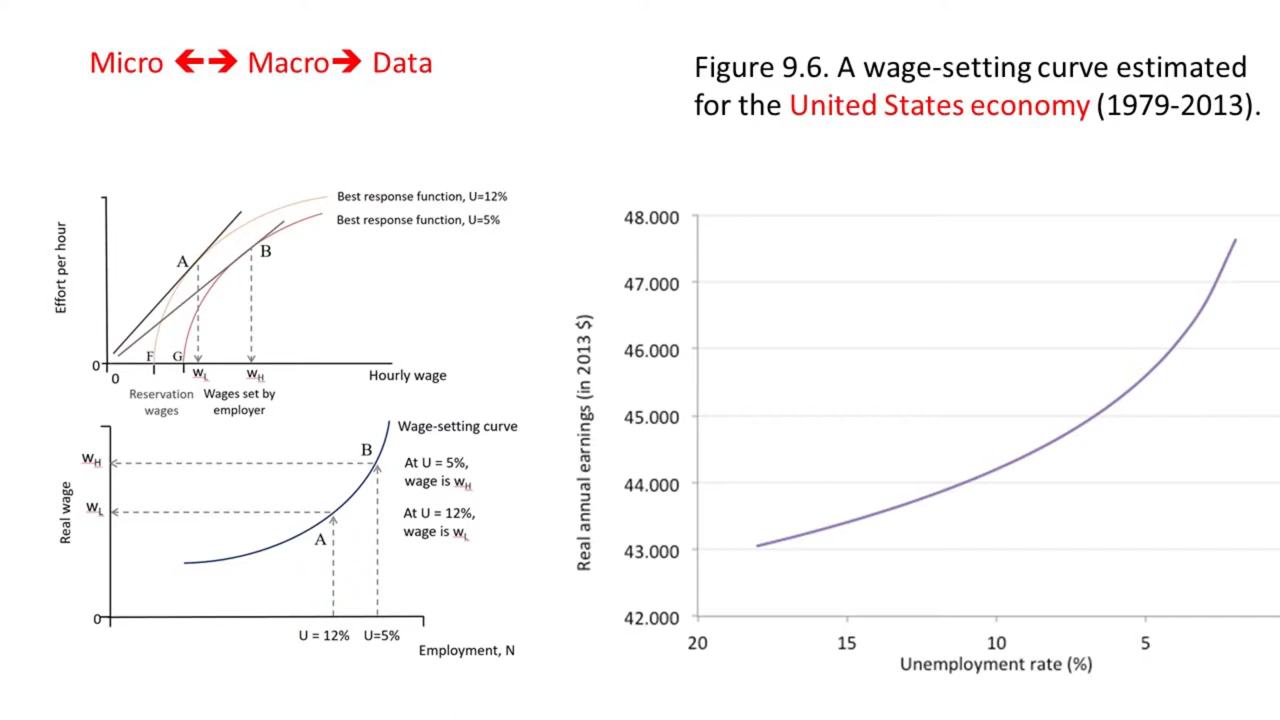 Micro 🡨🡪 Macro🡪 Data
Figure 9.6. A wage-setting curve estimated
for the United States economy (1979-2013).
Best response function, U=12%
Best response function, U=5%
Effort per hour
A
B
F
G
0
0
wL
wH
Hourly wage
Reservation
wages
Wages set by
employer
Wage-setting curve
B
wH
At U = 5%,
wage is wH
Real wage
wL
At U = 12%,
wage is wL
A
0
U = 12%
U=5%
Employment, N
48.000
47.000
46.000
45.000
44.000
43.000
42.000
Real annual earnings (in 2013 $)
20
15
10
5
Unemployment rate (%)